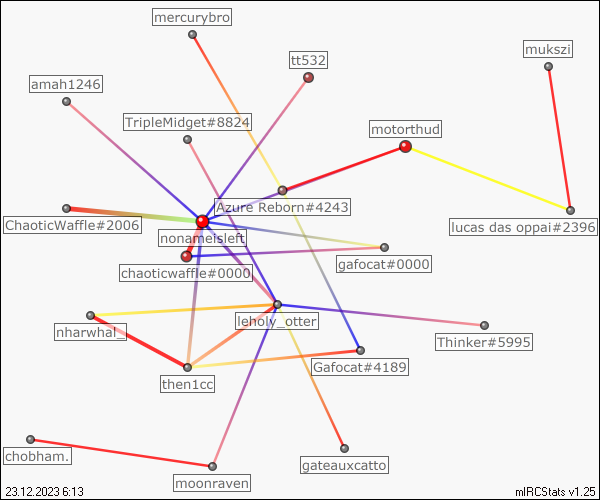 mercurybro
mukszi
tt532
amah1246
TripleMidget#8824
motorthud
Azure Reborn#4243
ChaoticWaffle#2006
lucas das oppai#2396
nonameisleft
gafocat#0000
chaoticwaffle#0000
leholy_otter
nharwhal_
Thinker#5995
Gafocat#4189
then1cc
chobham.
gateauxcatto
moonraven
23.12.2023 6:13
mIRCStats v1.25